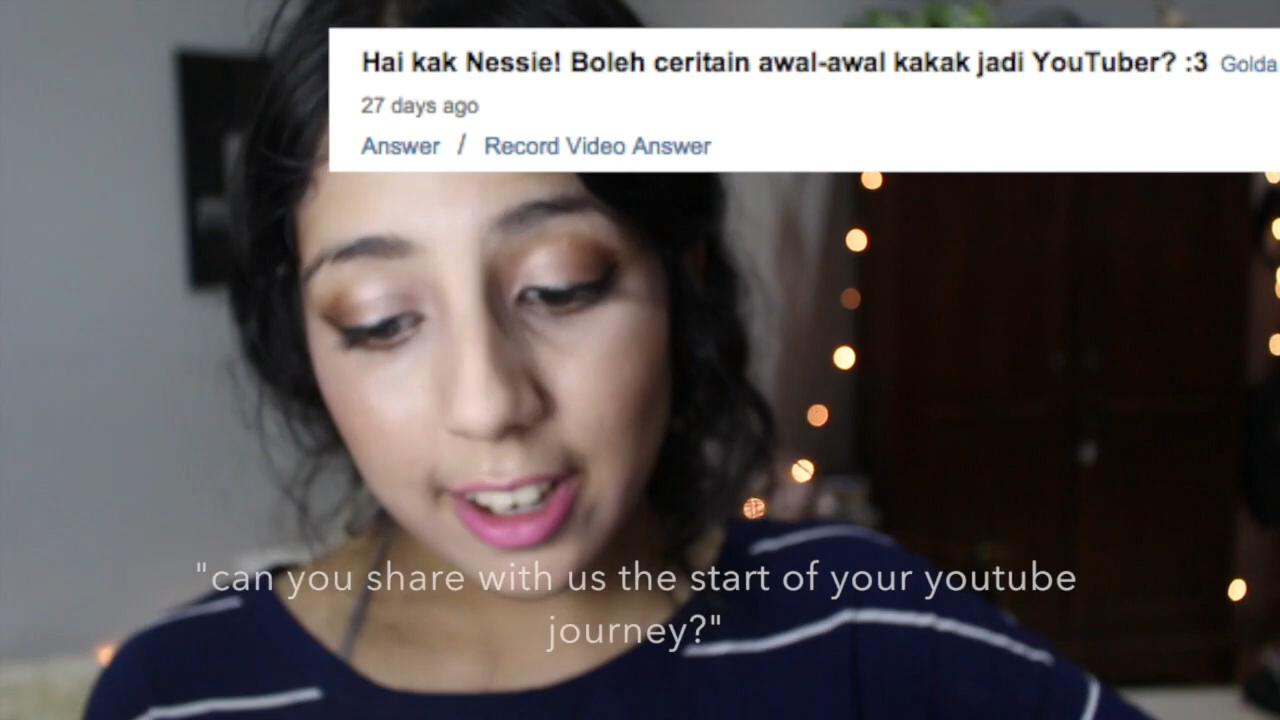 Hai kak Nessie! Boleh ceritain awal-awal kakak jadi YouTuber? :3 Golda
27 days ago
Answer / Record Video Answer
"can you share with us the start of your youtube
journey?"